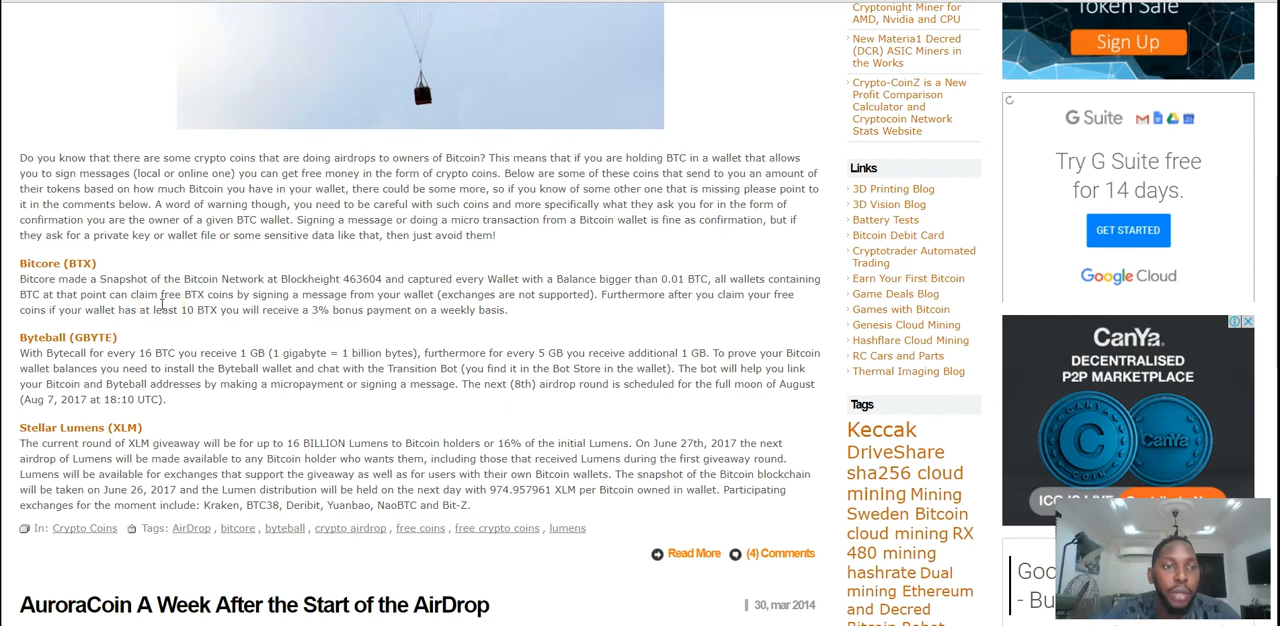 Do you know that there are some crypto coins that are doing airdrops to owners of Bitcoin? This means that if you are holding BTC in a wallet that allows
you to sign messages (local or online one) you can get free money in the form of crypto coins. Below are some of these coins that send to you an amount of
their tokens based on how much Bitcoin you have in your wallet, there could be some more, so if you know of some other one that is missing please point to
it in the comments below. A word of warning though, you need to be careful with such coins and more specifically what they ask you for in the form of
confirmation you are the owner of a given BTC wallet. Signing a message or doing a micro transaction from a Bitcoin wallet is fine as confirmation, but if
they ask for a private key or wallet file or some sensitive data like that, then just avoid them!
Bitcore (BTX)
Bitcore made a Snapshot of the Bitcoin Network at Blockheight 463604 and captured every Wallet with a Balance bigger than 0.01 BTC, all wallets containing
BTC at that point can claim free BTX coins by signing a message from your wallet (exchanges are not supported). Furthermore after you claim your free
coins if your wallet has at least 10 BTX you will receive a 3% bonus payment on a weekly basis.
Byteball (GBYTE)
With Bytecall for every 16 BTC you receive 1 GB (1 gigabyte = 1 billion bytes), furthermore for every 5 GB you receive additional 1 GB. To prove your Bitcoin
wallet balances you need to install the Byteball wallet and chat with the Transition Bot (you find it in the Bot Store in the wallet). The bot will help you link
your Bitcoin and Byteball addresses by making a micropayment or signing a message. The next (8th) airdrop round is scheduled for the full moon of August
(Aug 7, 2017 at 18:10 UTC).
Stellar Lumens (XLM)
The current round of XLM giveaway will be for up to 16 BILLION Lumens to Bitcoin holders or 16% of the initial Lumens. On June 27th, 2017 the next
airdrop of Lumens will be made available to any Bitcoin holder who wants them, including those that received Lumens during the first giveaway round.
Lumens will be available for exchanges that support the giveaway as well as for users with their own Bitcoin wallets. The snapshot of the Bitcoin blockchain
will be taken on June 26, 2017 and the Lumen distribution will be held on the next day with 974.957961 XLM per Bitcoin owned in wallet. Participating
exchanges for the moment include: Kraken, BTC38, Deribit, Yuanbao, NaoBTC and Bit-Z.
In: Crypto Coins Tags: AirDrop , bitcore , byteball , crypto airdrop , free coins , free crypto coins , lumens
Read More (4) Comments
AuroraCoin A Week After the Start of the AirDrop
30, mar 2014
Cryptonight Miner for
AMD, Nvidia and CPU
New Materia1 Decred
(DCR) ASIC Miners in
the Works
Crypto-CoinZ is a New
Profit Comparison
Calculator and
Cryptocoin Network
Stats Website
Links
3D Printing Blog
3D Vision Blog
Battery Tests
Bitcoin Debit Card
Cryptotrader Automated
Trading
Earn Your First Bitcoin
Game Deals Blog
Games with Bitcoin
Genesis Cloud Mining
Hashflare Cloud Mining
RC Cars and Parts
Thermal Imaging Blog
Tags
Keccak
DriveShare
sha256 cloud
mining Mining
Sweden Bitcoin
cloud mining RX
480 mining
hashrate Dual
mining Ethereum
and Decred
Token Sale
Sign Up
G Suite
Try G Suite free
for 14 days.
GET STARTED
Google Cloud
CanYa.
DECENTRALISED
P2P MARKETPLACE
CanYa
ICO IS LIVE
Goo
- Bu